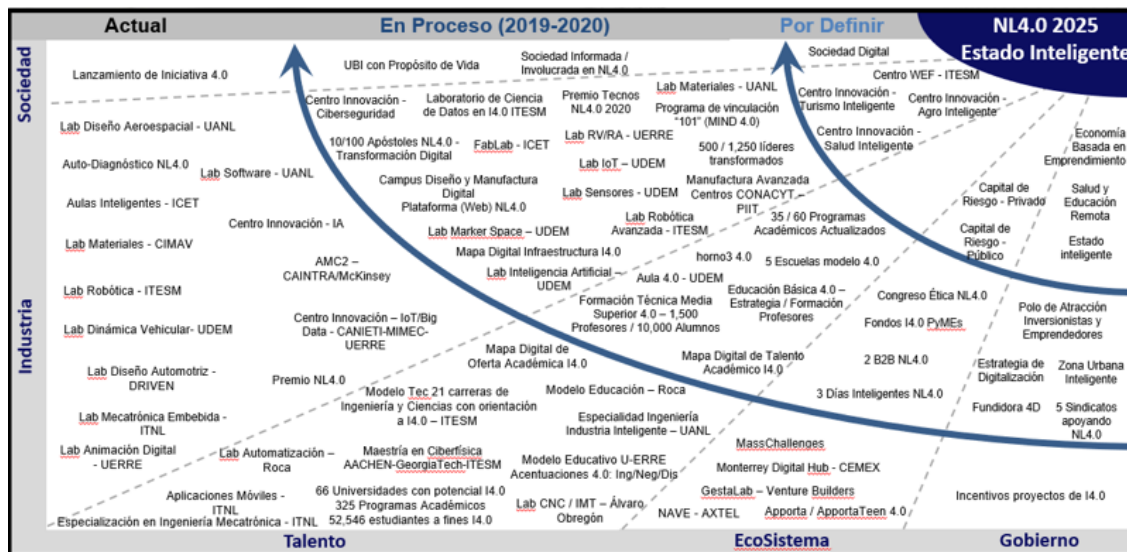 Actual
En Proceso (2019-2020)
Por Definir
NL4.0 2025
Estado Inteligente
Sociedad
Industria
Lanzamiento de Iniciativa 4.0
UBI con Propósito de Vida
Sociedad Informada /
Involucrada en NL4.0
Sociedad Digital
Centro WEF - ITESM
Lab Diseño Aeroespacial - UANL
Auto-Diagnóstico NL4.0
Lab Software - UANL
Aulas Inteligentes - ICET
Centro Innovación - IA
Lab Materiales - CIMAV
AMC2 –
CAINTRA/McKinsey
Lab Robótica - ITESM
Centro Innovación – IoT/Big
Data - CANIETI-MIMEC-
UERRE
Lab Dinámica Vehicular- UDEM
Lab Diseño Automotriz -
DRIVEN
Premio NL4.0
Lab Mecatrónica Embebida -
ITNL
Lab Animación Digital
- UERRE
Centro Innovación -
Ciberseguridad
Laboratorio de Ciencia
de Datos en I4.0 ITESM
Premio Tecnos
NL4.0 2020
Lab Materiales – UANL
Programa de vinculación
“101” (MIND 4.0)
10/100 Apóstoles NL4.0 -
Transformación Digital
FabLab - ICET
Lab RV/RA - UERRE
500 / 1,250 líderes
transformados
Lab IoT – UDEM
Campus Diseño y Manufactura
Digital
Plataforma (Web) NL4.0
Lab Sensores - UDEM
Manufactura Avanzada
Centros CONACYT –
PIIT
Lab Marker Space – UDEM
Lab Robótica
Avanzada - ITESM
35 / 60 Programas
Académicos Actualizados
Mapa Digital Infraestructura I4.0
horno3 4.0
5 Escuelas modelo 4.0
Lab Inteligencia Artificial –
UDEM
Aula 4.0 - UDEM
Educación Básica 4.0 –
Estrategia / Formación
Profesores
Formación Técnica Media
Superior 4.0 – 1,500
Profesores / 10,000 Alumnos
Mapa Digital de
Oferta Académica I4.0
Mapa Digital de Talento
Académico I4.0
Modelo Tec 21 carreras de
Ingeniería y Ciencias con orientación
a I4.0 – ITESM
Modelo Educación – Roca
Especialidad Ingeniería
Industria Inteligente – UANL
Lab Automatización –
Roca
Maestría en Ciberfísica
AACHEN-GeorgiaTech-ITESM
Modelo Educativo U-ERRE
Acentuaciones 4.0: Ing/Neg/Dis
Aplicaciones Móviles -
ITNL
66 Universidades con potencial I4.0
325 Programas Académicos
52,546 estudiantes a fines I4.0
Lab CNC / IMT – Álvaro
Obregón
Especialización en Ingeniería Mecatrónica - ITNL
Centro Innovación -
Turismo Inteligente
Centro Innovación -
Agro Inteligente
Centro Innovación -
Salud Inteligente
Economía
Basada en
Emprendimiento
Capital de
Riesgo - Privado
Salud y
Educación
Remota
Capital de
Riesgo -
Público
Estado
inteligente
Congreso Ética NL4.0
Fondos I4.0 PyMEs
Polo de Atracción
Inversionistas y
Emprendedores
2 B2B NL4.0
Estrategia de
Digitalización
Zona Urbana
Inteligente
3 Días Inteligentes NL4.0
Fundidora 4D
5 Sindicatos
apoyando
NL4.0
MassChallenges
Monterrey Digital Hub - CEMEX
GestaLab – Venture Builders
NAVE - AXTEL
Apporta / ApportaTeen 4.0
Incentivos proyectos de I4.0
Talento
EcoSistema
Gobierno